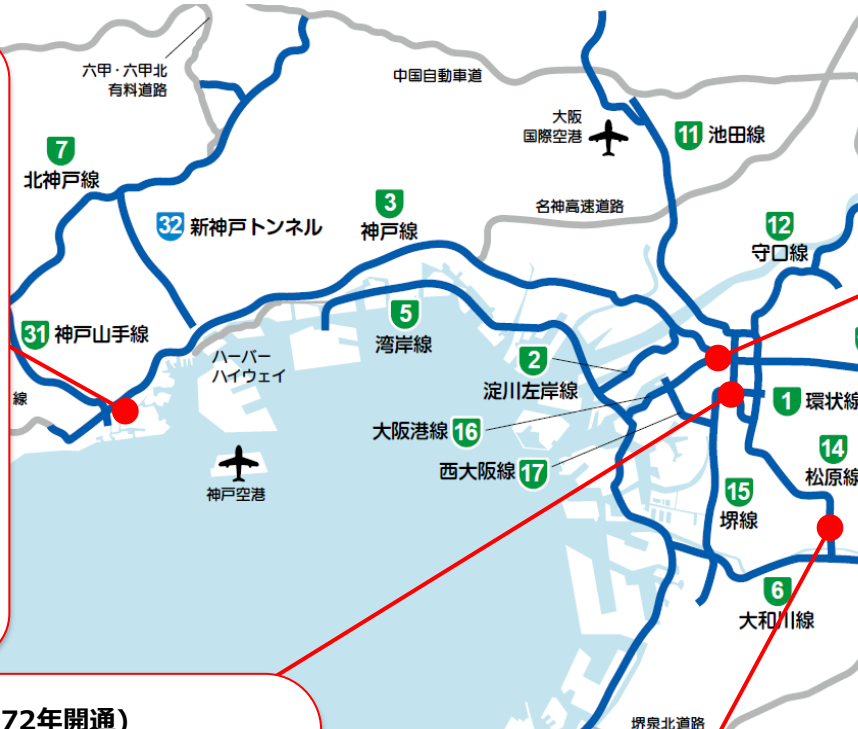 六甲・六甲北
有料道路
中国自動車道
大阪
国際空港
11 池田線
7
北神戸線
32 新神戸トンネル
3
神戸線
名神高速道路
12
守口線
31 神戸山手線
5
湾岸線
ハーバー
ハイウェイ
2
淀川左岸線
線
1 環状線
大阪港線 16
14
松原線
西大阪線 17
神戸空港
15
堺線
6
大和川線
堺泉北道路
72年開通)